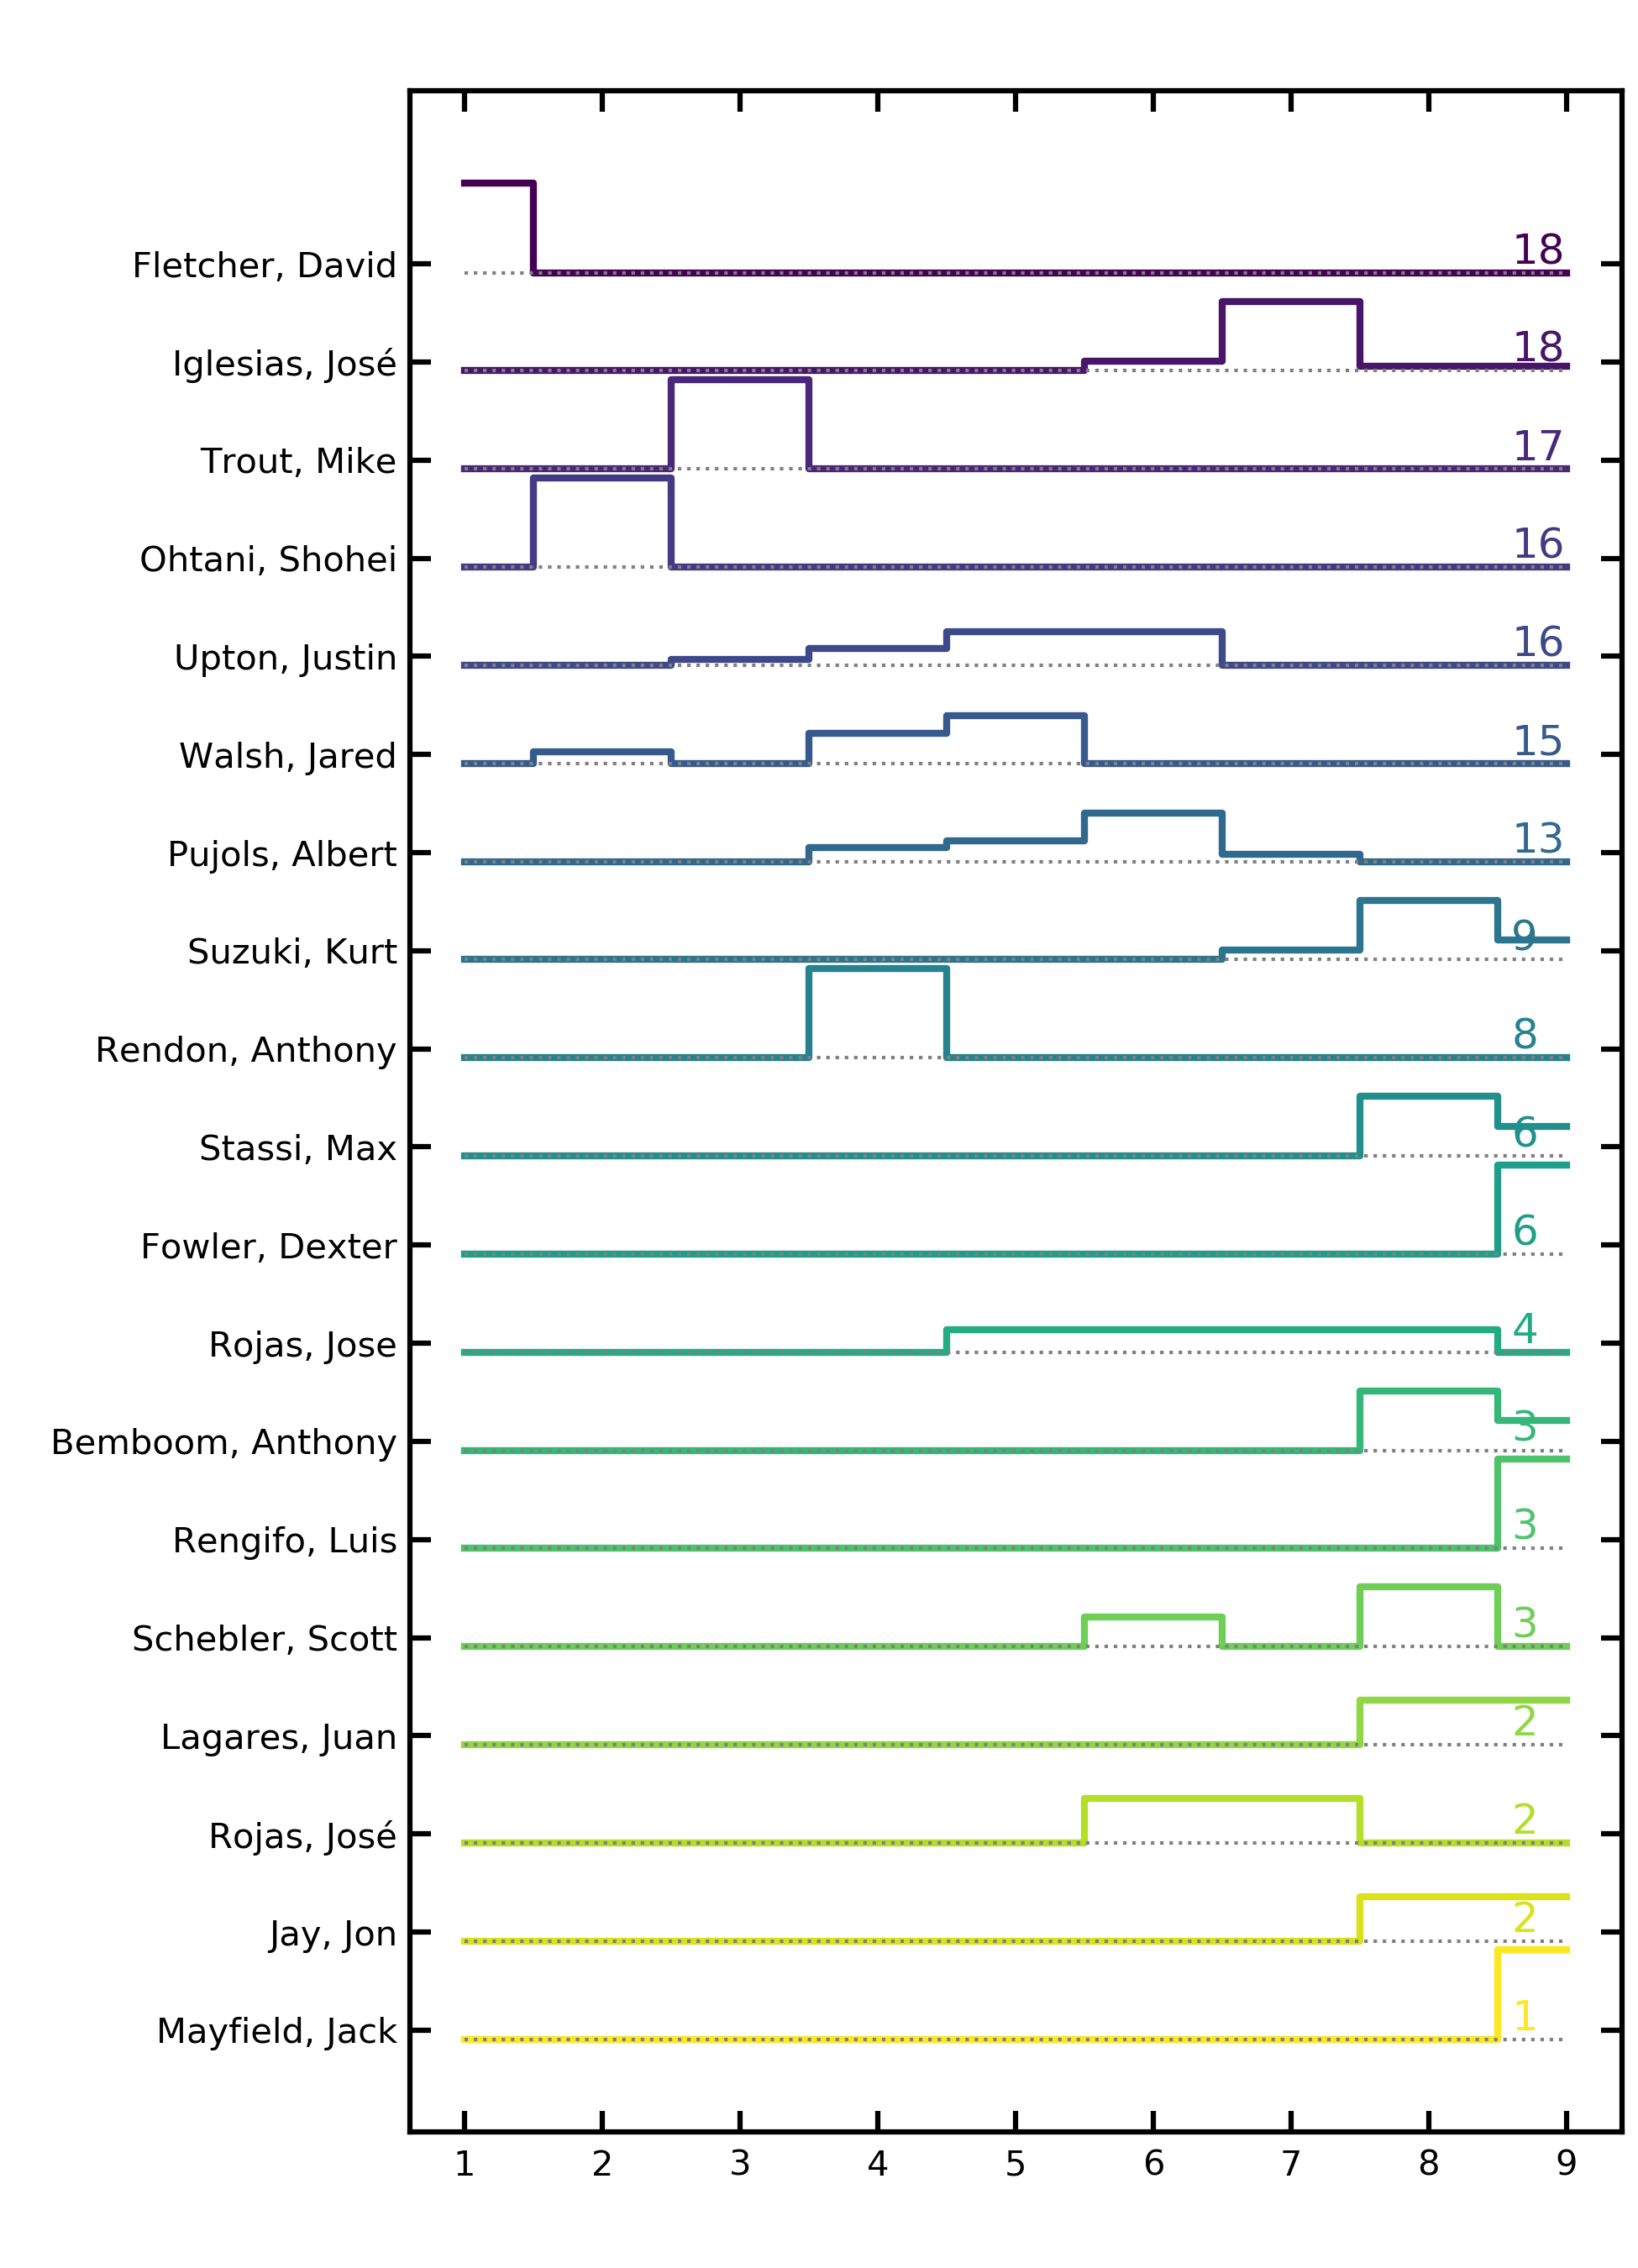 Fletcher, David 18
Iglesias, José 18
Trout, Mike 17
Ohtani, Shohei 16
Upton, Justin 16
Walsh, Jared 15
Pujols, Albert 13
Suzuki, Kurt 9
Rendon, Anthony 8
Stassi, Max 6
Fowler, Dexter 6
Rojas, Jose 4
Bemboom, Anthony 3
Rengifo, Luis 3
Schebler, Scott 3
Lagares, Juan 2
Rojas, José 2
Jay, Jon 2
Mayfield, Jack 1
1 2 3 4 5 6 7 8 9